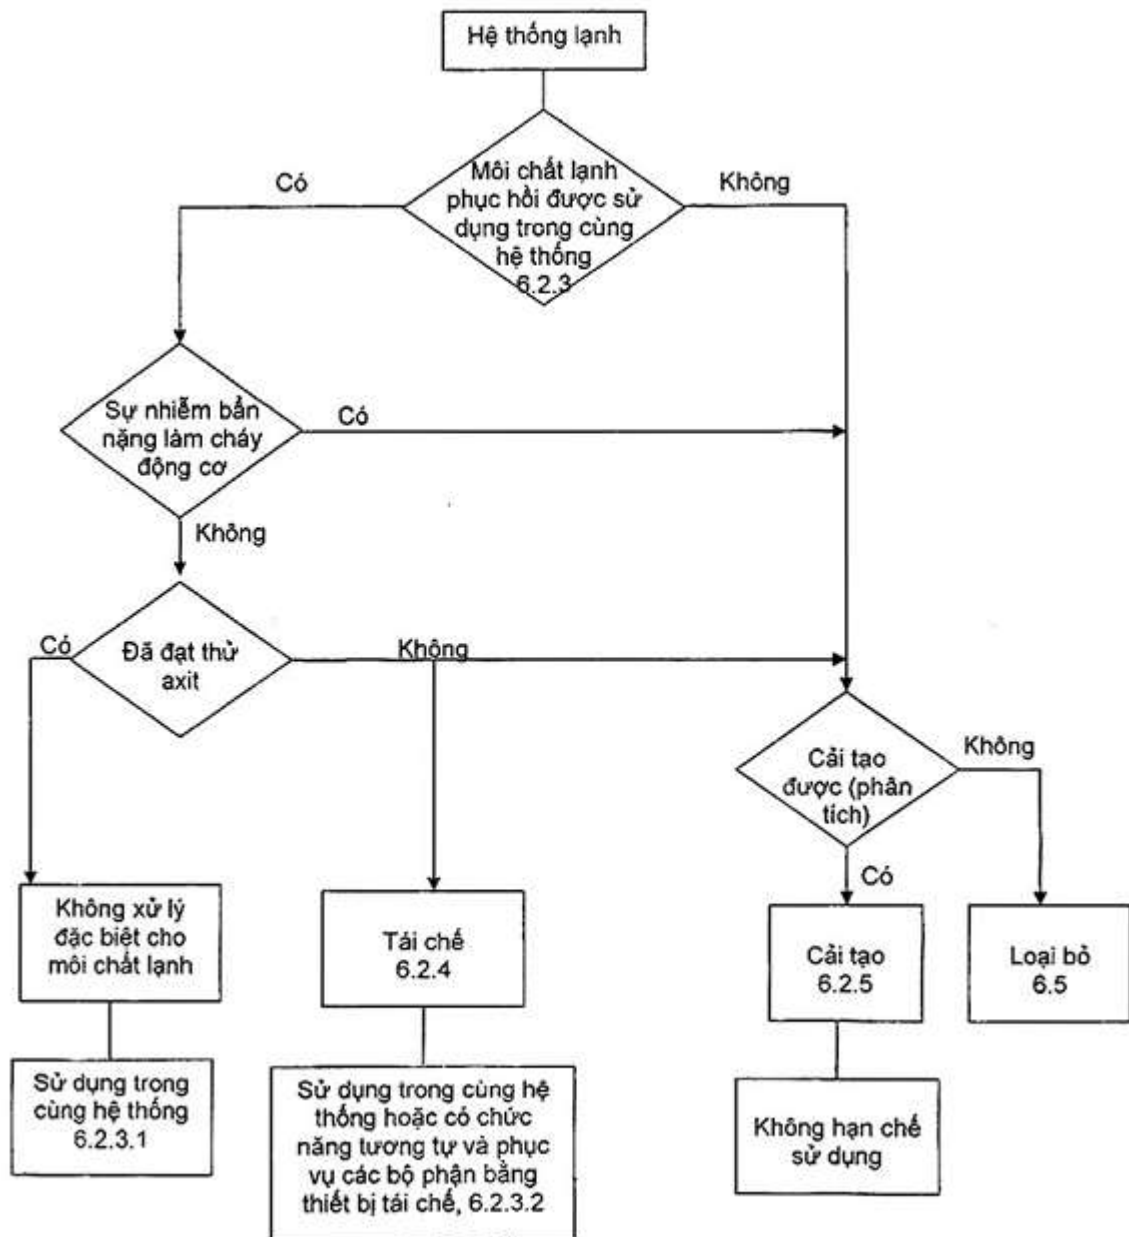 Hệ thống lạnh
Môi chất lạnh
phục hồi được sử
dụng trong cùng
hệ thống
6.2.3
Có
Không
Sự nhiễm bẩn
nặng làm cháy
động cơ
Có
Không
Đã đạt thử
axit
Có
Không
Cải tạo
được (phân
tích)
Không
Có
Không xử lý
đặc biệt cho
môi chất lạnh
Tái chế
6.2.4
Cải tạo
6.2.5
Loại bỏ
6.5
Sử dụng trong
cùng hệ thống
6.2.3.1
Sử dụng trong cùng hệ
thống hoặc có chức
năng tương tự và phục
vụ các bộ phận bằng
thiết bị tái chế, 6.2.3.2
Không hạn chế
sử dụng